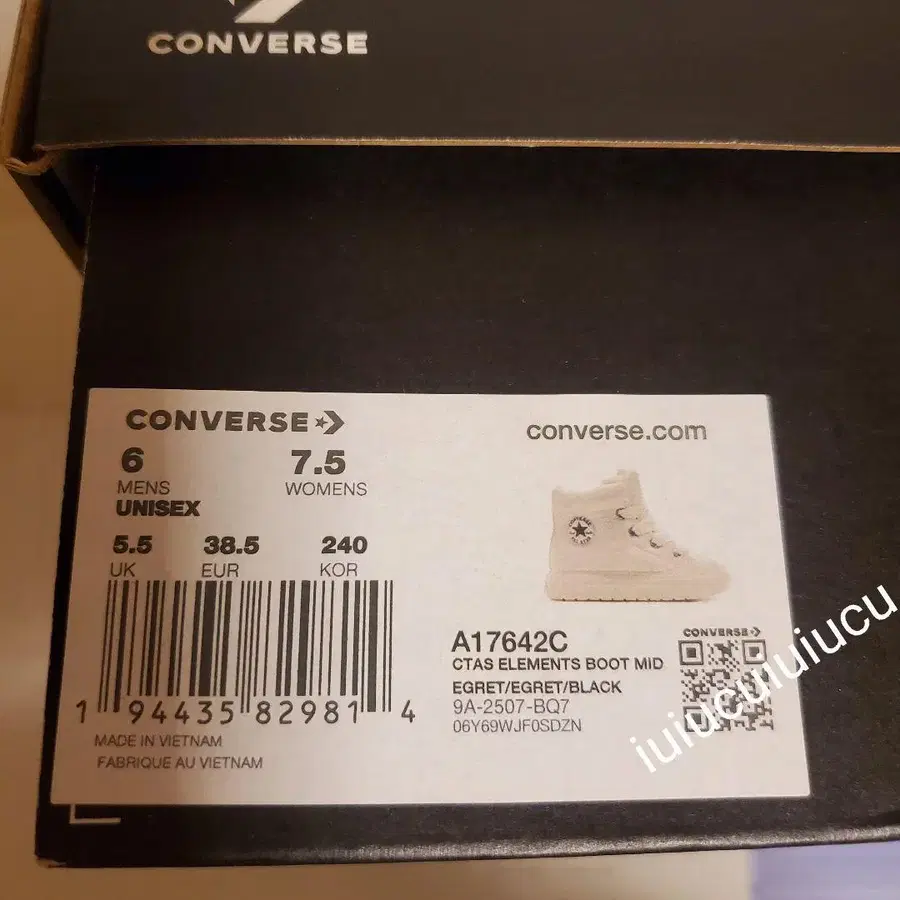 CONVERSE
CONVERSE
converse.com
6 7.5
MENS WOMENS
UNISEX
5.5 38.5 240
UK EUR KOR
1 94435 82981 4
MADE IN VIETNAM
FABRIQUE AU VIETNAM
A17642C
CTAS ELEMENTS BOOT MID
EGRET/EGRET/BLACK
9A-2507-BQ7
06Y69WJF0SDZN
CONVERSE
iuiucuiuiucu